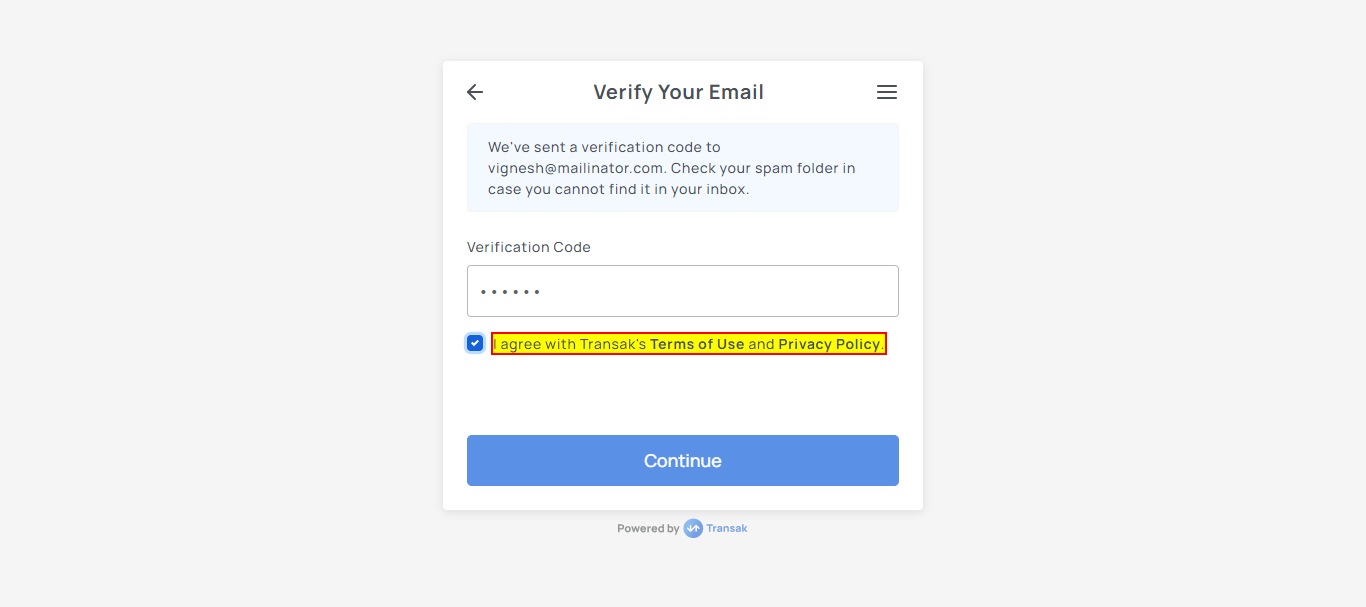 Verify Your Email
We've sent a verification code to
vignesh@mailinator.com. Check your spam folder in
case you cannot find it in your inbox.
Verification Code
••••••
I agree with Transak's Terms of Use and Privacy Policy.
Continue
Powered by Transak